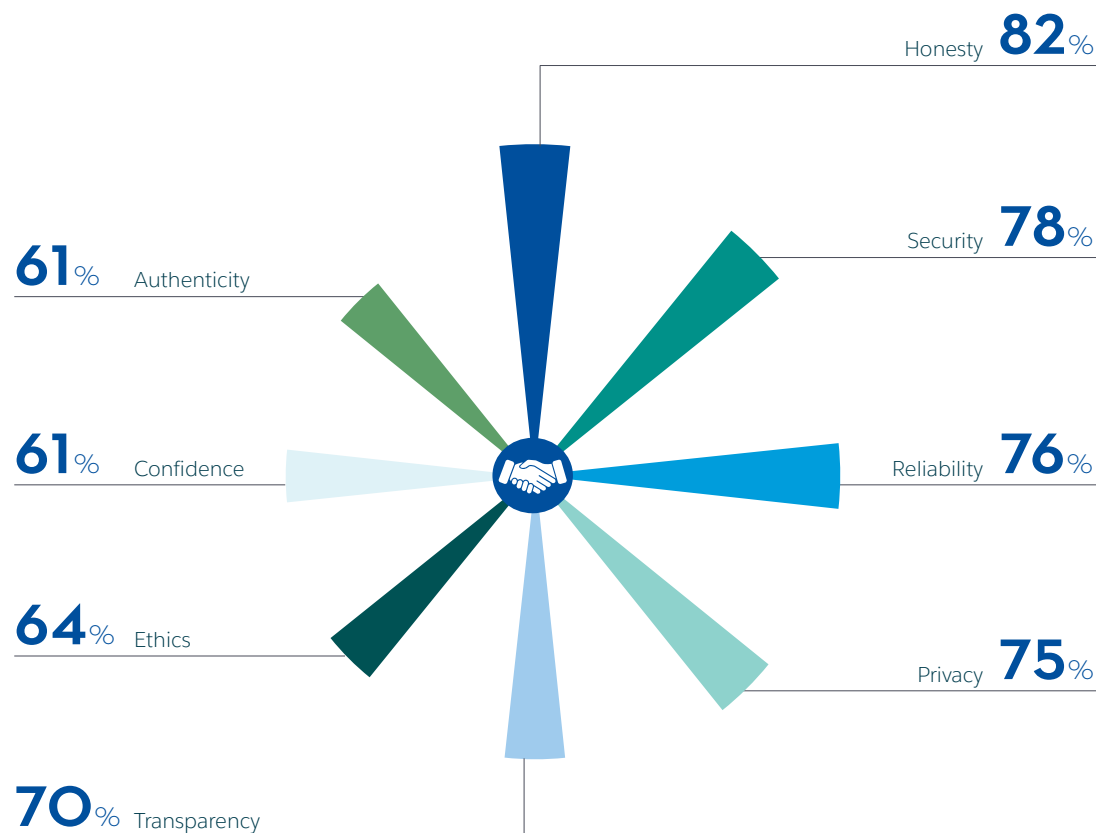 Honesty 82%
Security 78%
61% Authenticity
61% Confidence
Reliability 76%
64% Ethics
Privacy 75%
70% Transparency